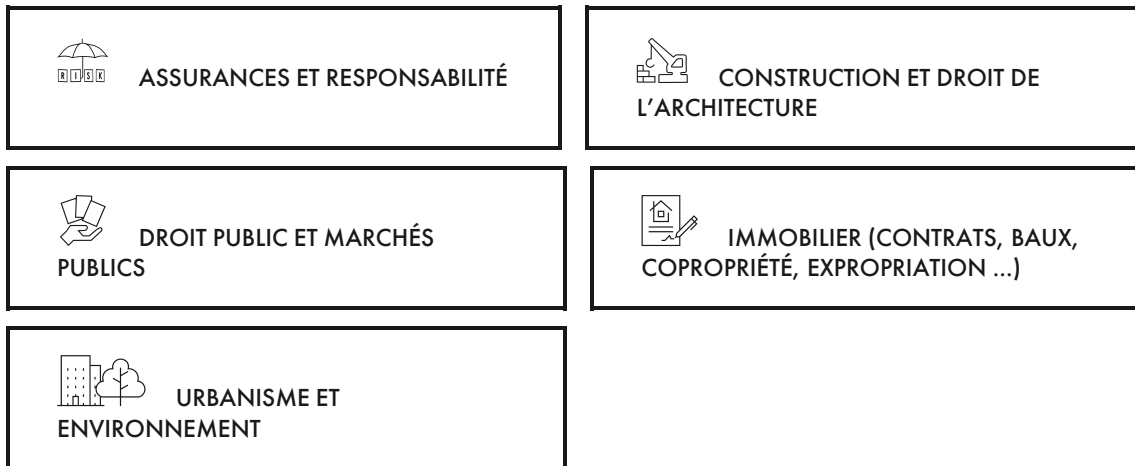 RISK
ASSURANCES ET RESPONSABILITÉ
CONSTRUCTION ET DROIT DE
L’ARCHITECTURE
DROIT PUBLIC ET MARCHÉS
PUBLICS
IMMOBILIER (CONTRATS, BAUX,
COPROPRIÉTÉ, EXPROPRIATION ...)
URBANISME ET
ENVIRONNEMENT